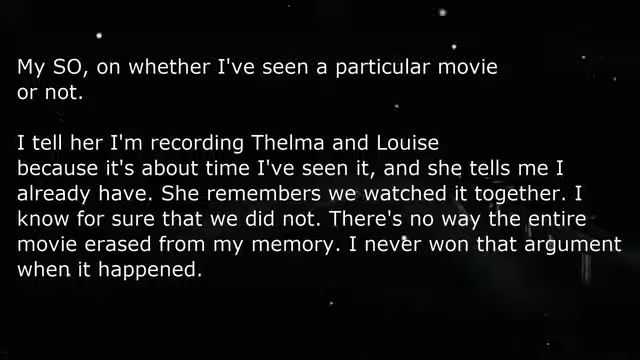 My SO, on whether I've seen a particular movie
or not.
I tell her I'm recording Thelma and Louise
because it's about time I've seen it, and she tells me I
already have. She remembers we watched it together. I
know for sure that we did not. There's no way the entire
movie erased from my memory. I never won that argument
when it happened.